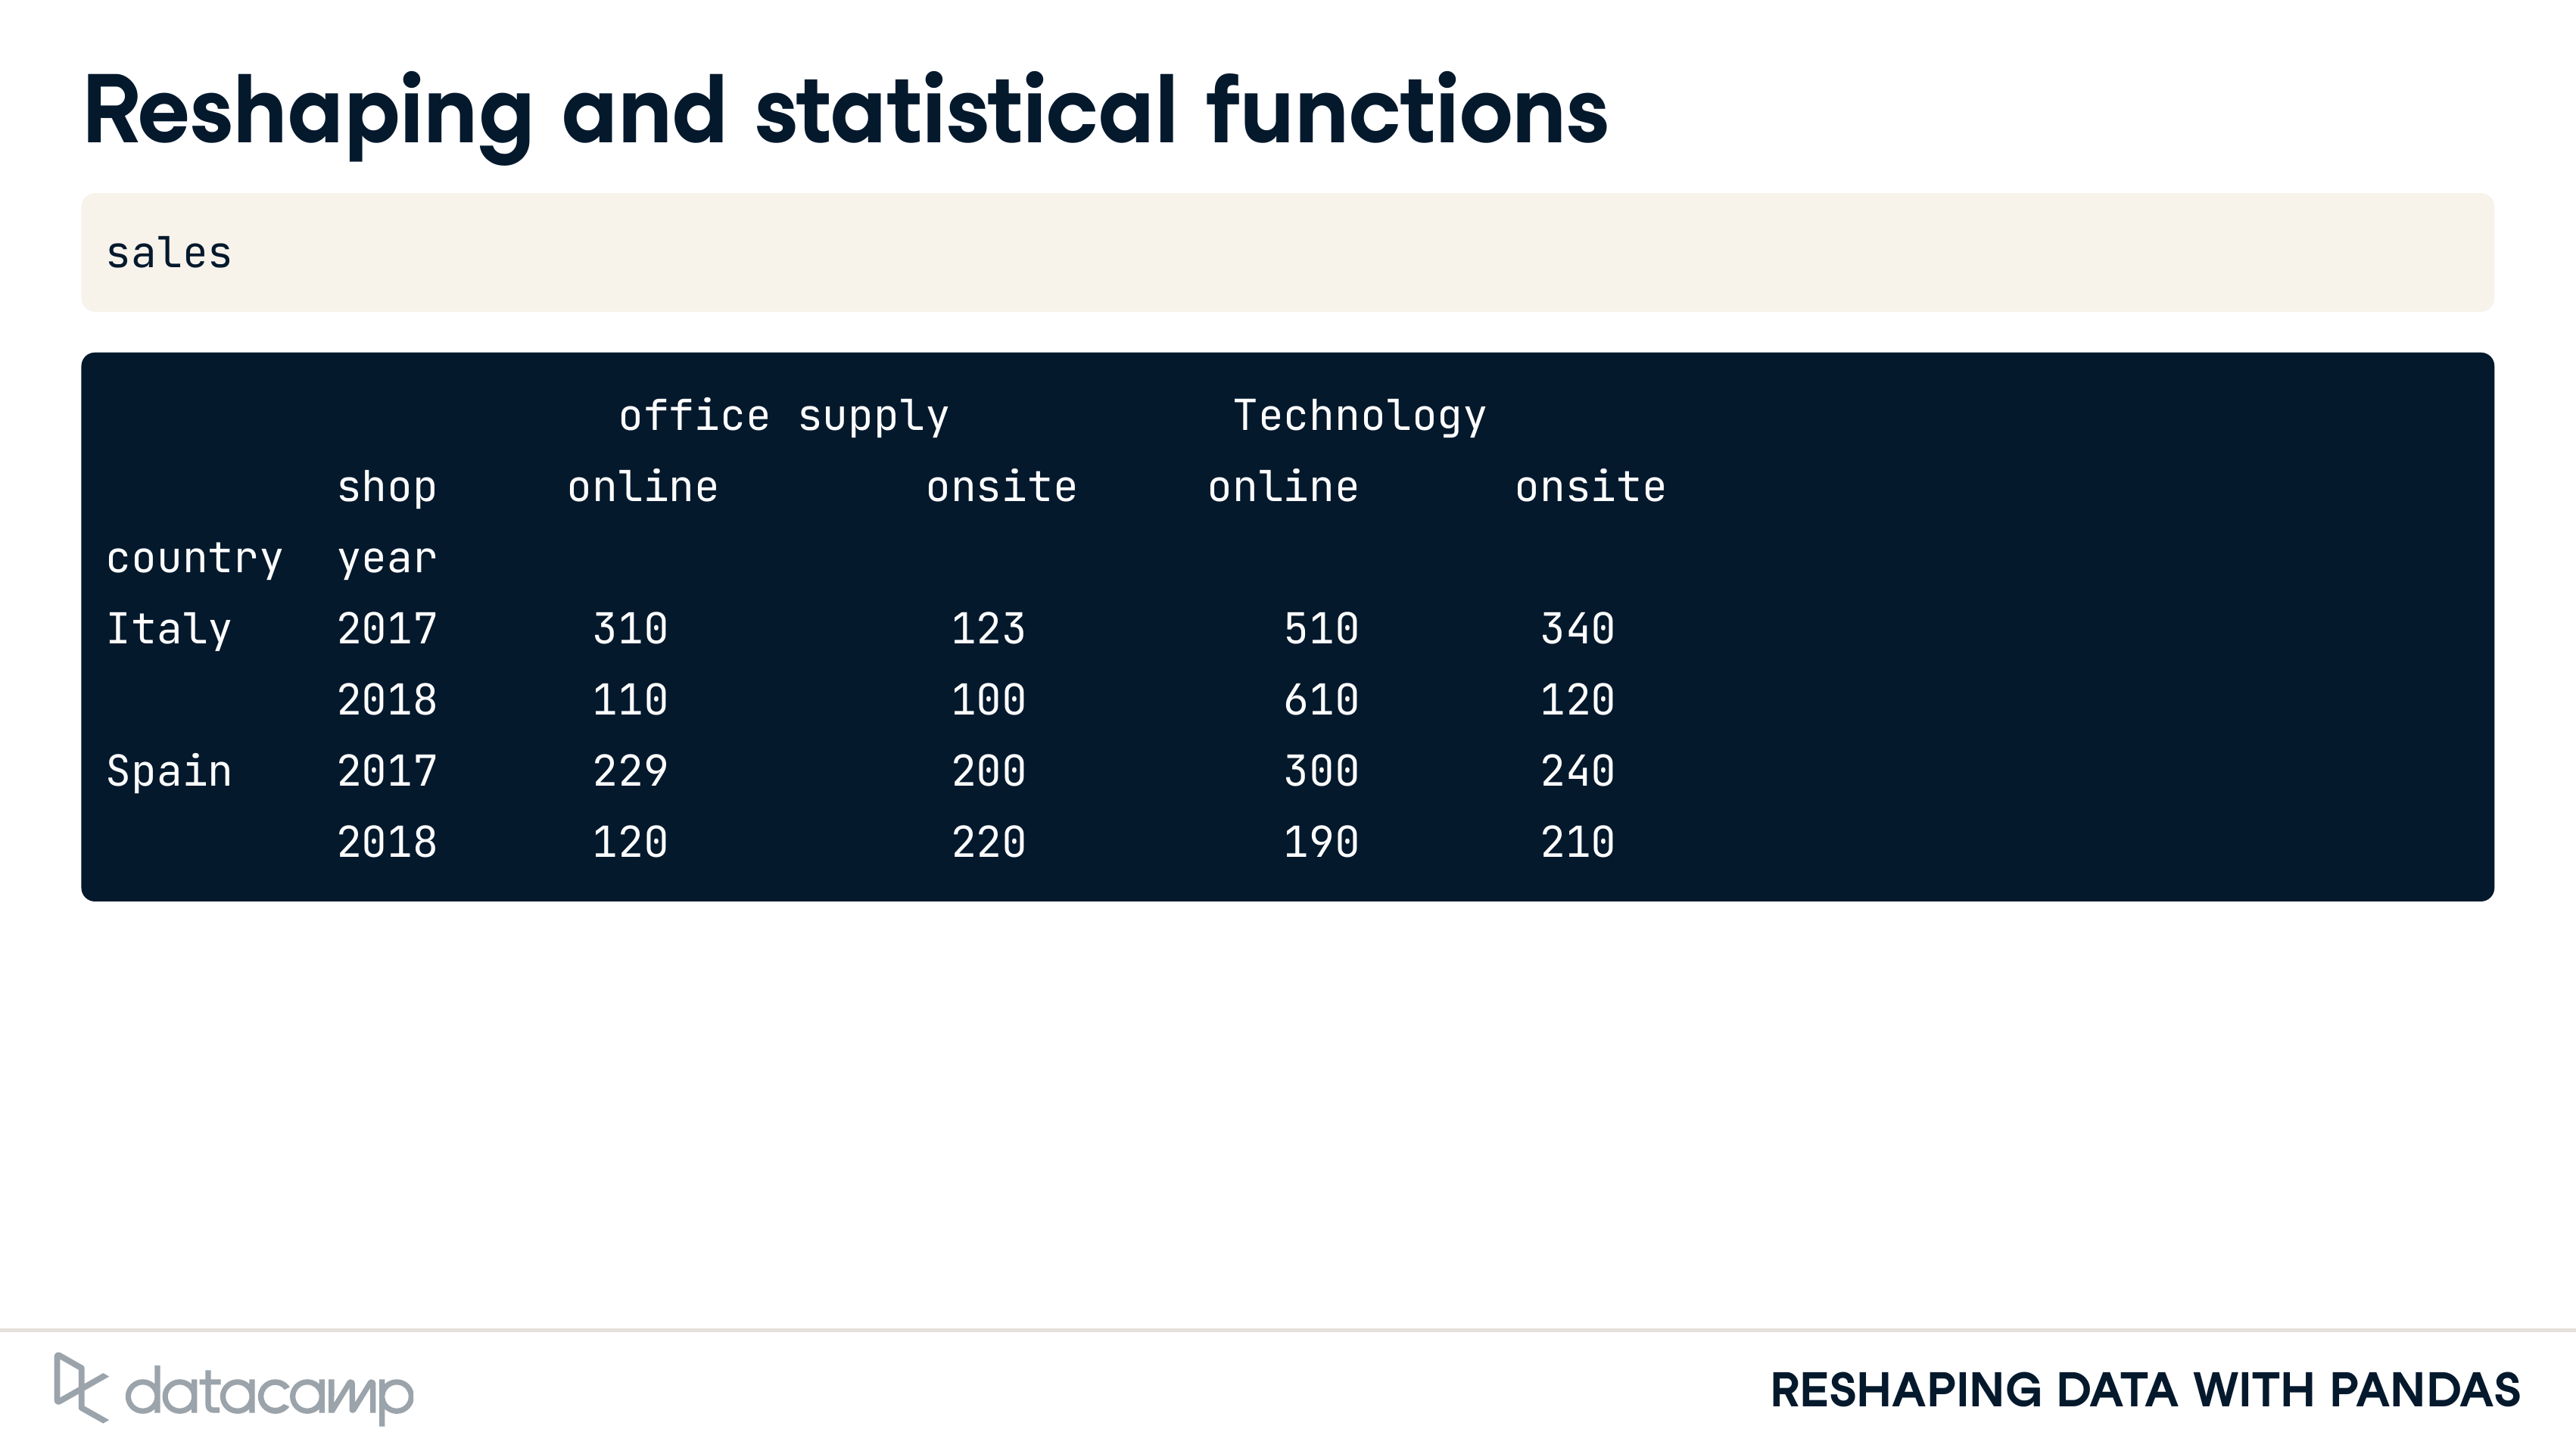 Reshaping and statistical functions
sales
office supply Technology
shop online onsite online onsite
country year
Italy 2017 310 123 510 340
2018 110 100 610 120
Spain 2017 229 200 300 240
2018 120 220 190 210
datacamp
RESHAPING DATA WITH PANDAS